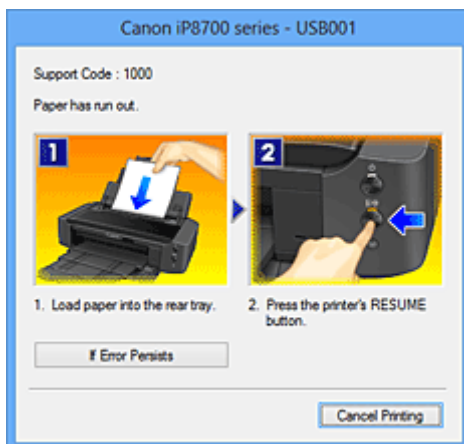 Canon iP8700 series - USB001
Support Code : 1000
Paper has run out.
1
2
1. Load paper into the rear tray.
2. Press the printer's RESUME
button.
If Error Persists
Cancel Printing